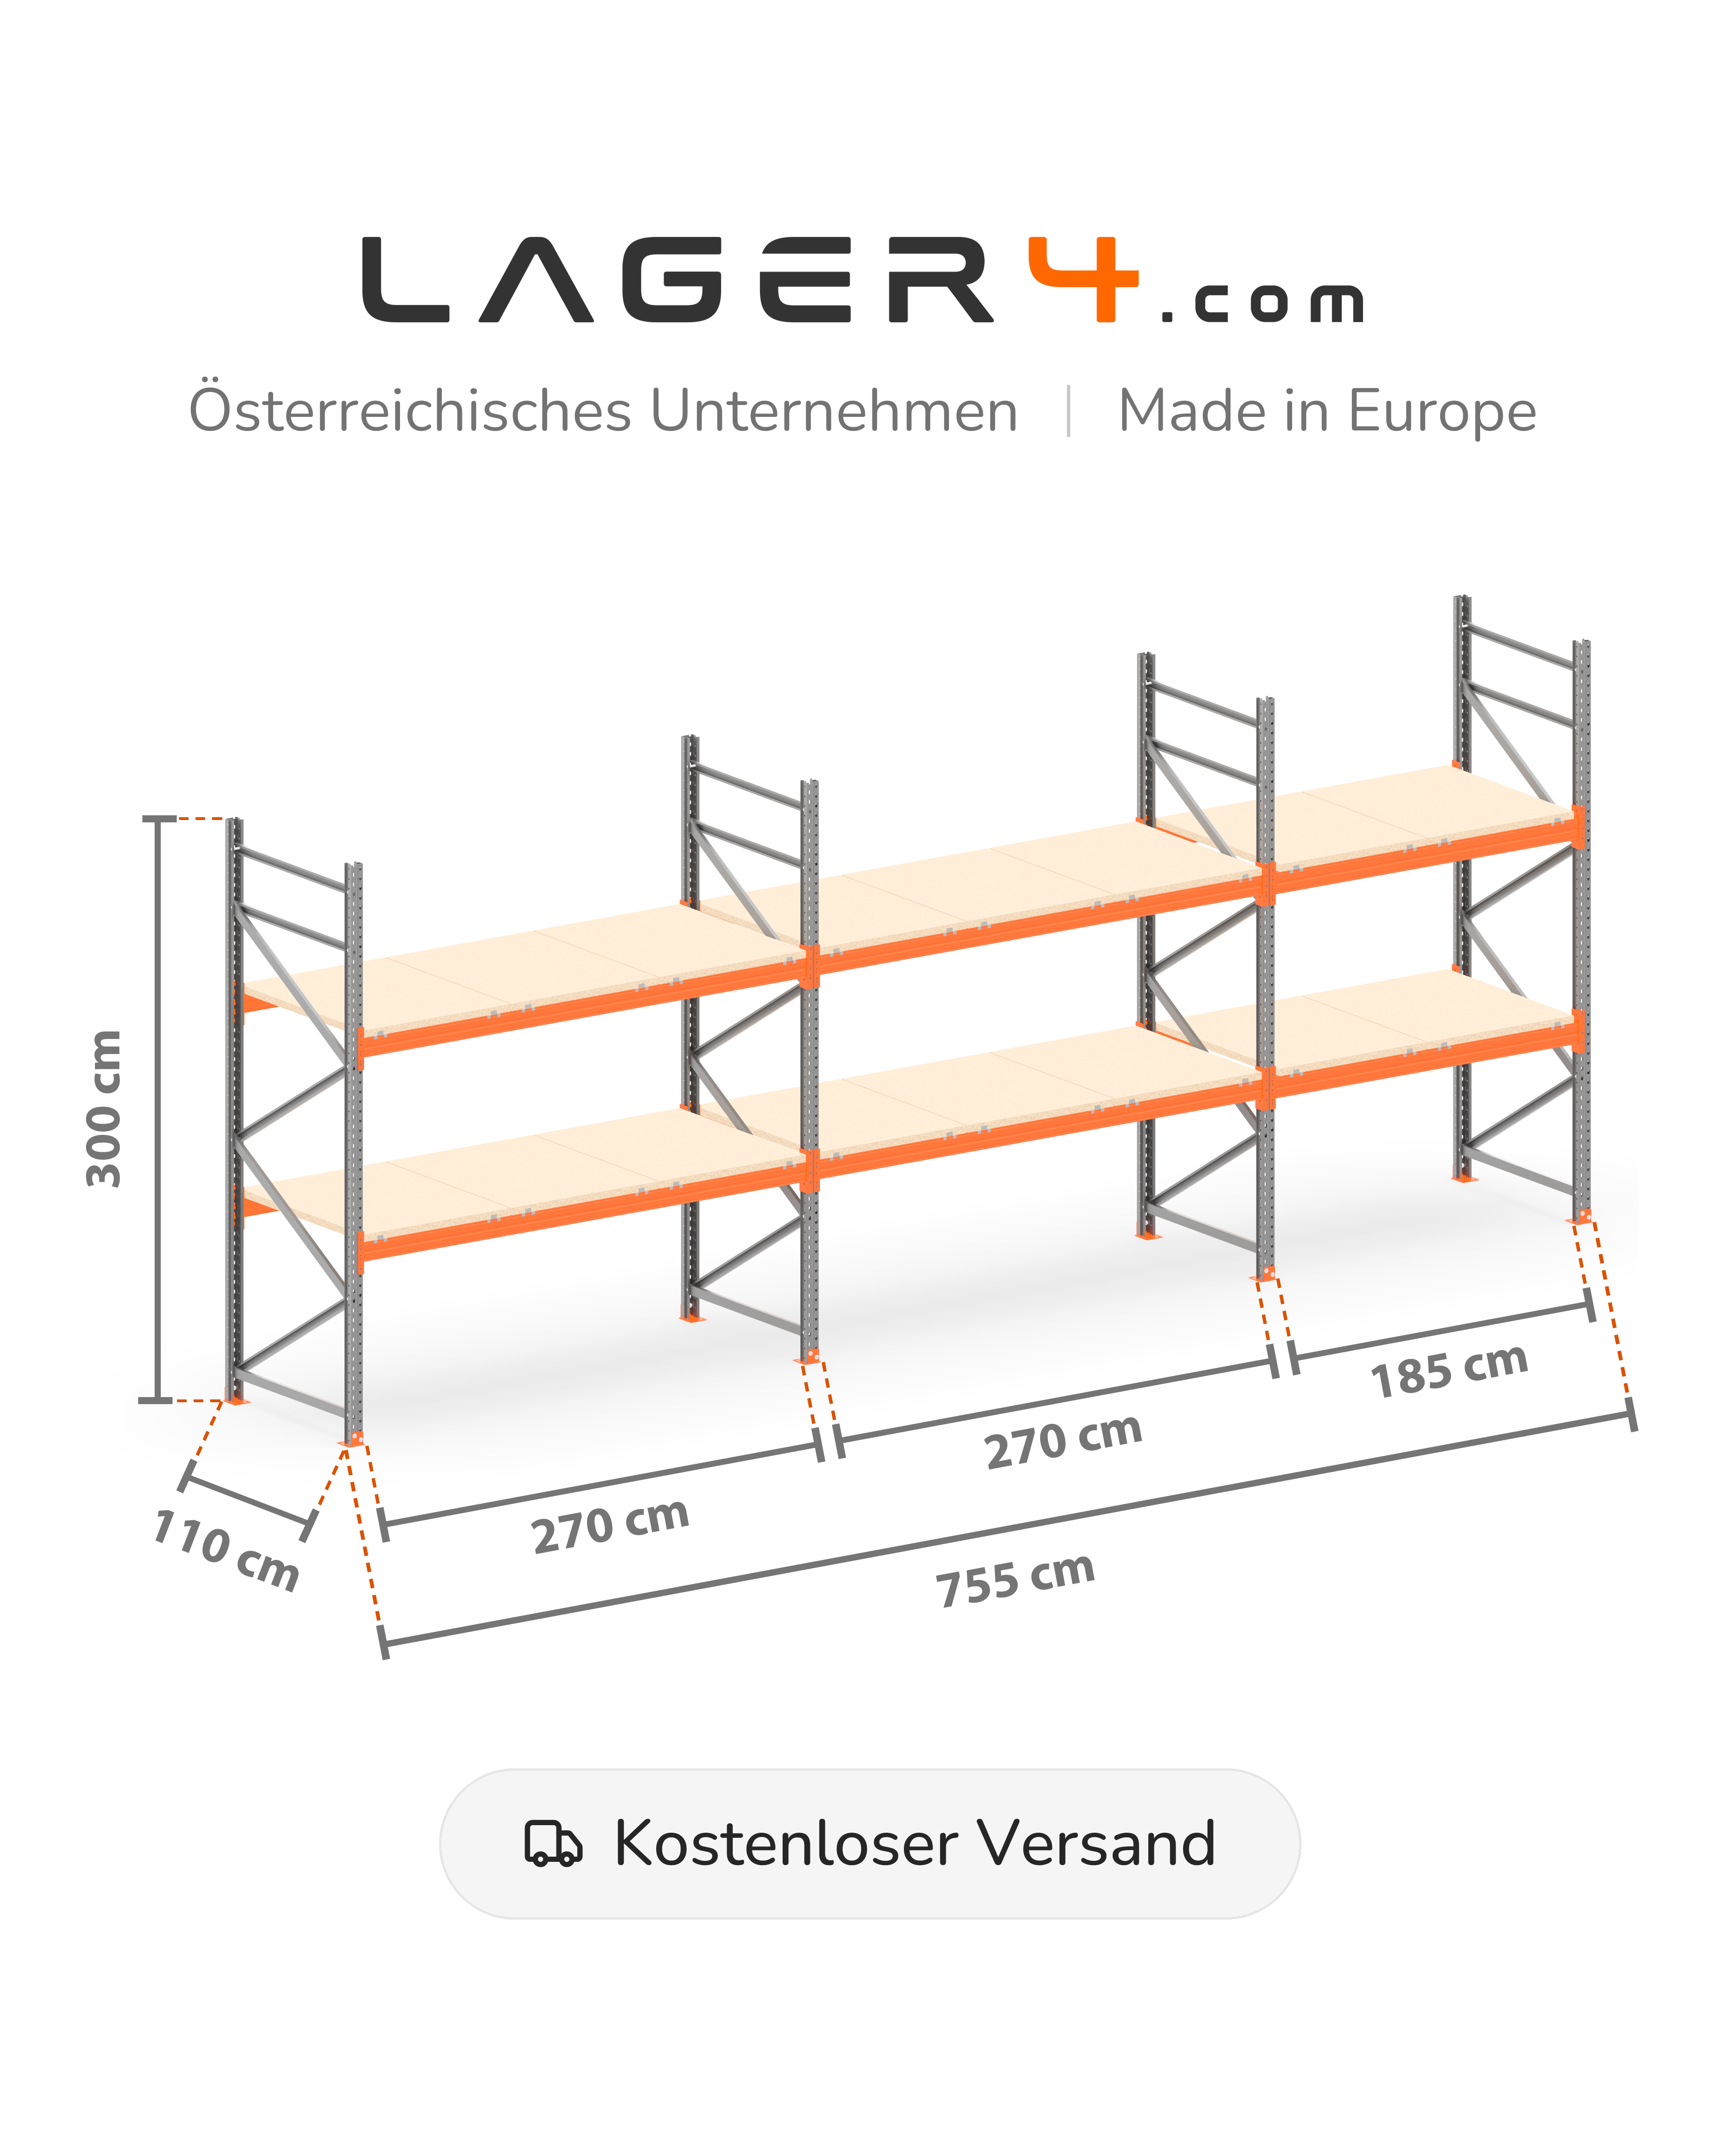 LAGER4.com
Österreichisches Unternehmen | Made in Europe
300 cm
110 cm
270 cm
270 cm
185 cm
755 cm
Kostenloser Versand